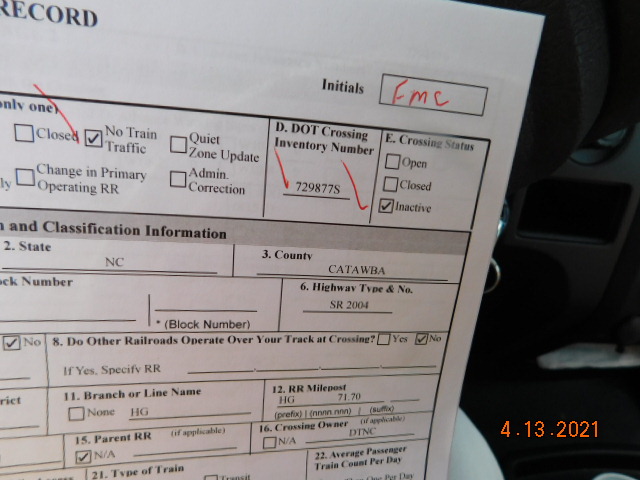 RECORD
Initials Fmc
only one)
Closed No Train Traffic Quiet Zone Update
D. DOT Crossing Inventory Number
E. Crossing Status
Open
Change in Primary Operating RR Admin. Correction
729877S
Closed
Inactive
and Classification Information
2. State
NC
3. County
CATAWBA
Number
6. Highway Type & No.
SR 2004
* (Block Number)
No 8. Do Other Railroads Operate Over Your Track at Crossing? Yes No
If Yes, Specify RR
11. Branch or Line Name
None HG
12. RR Milepost
HG 71.70
(prefix) | (nnnn.nnn) | (suffix)
15. Parent RR (if applicable)
N/A
16. Crossing Owner (if applicable)
N/A DTNC
21. Type of Train
Transit
22. Average Passenger Train Count Per Day
4.13.2021